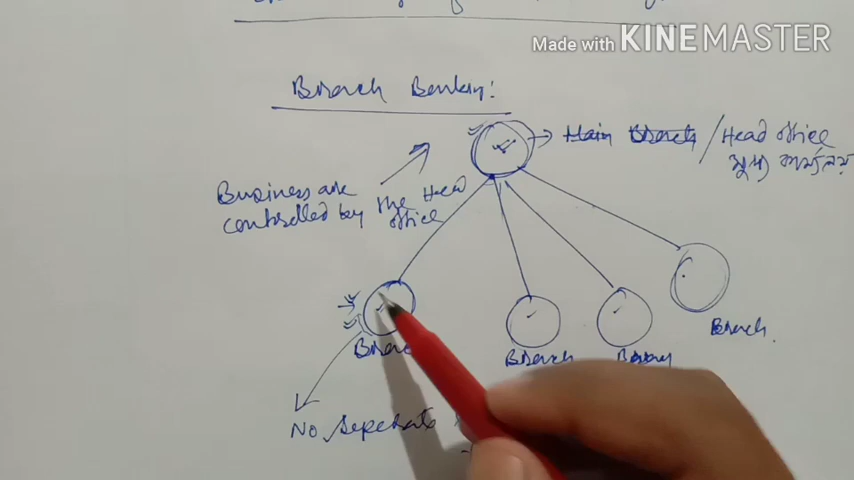 Made with KINEMASTER
Branch Banking:
Main Branch / Head office
মুখ্য কার্যালয়
Business are
controlled by the Head
office
Branch
Branch
Branch
Branch.
No Seperate